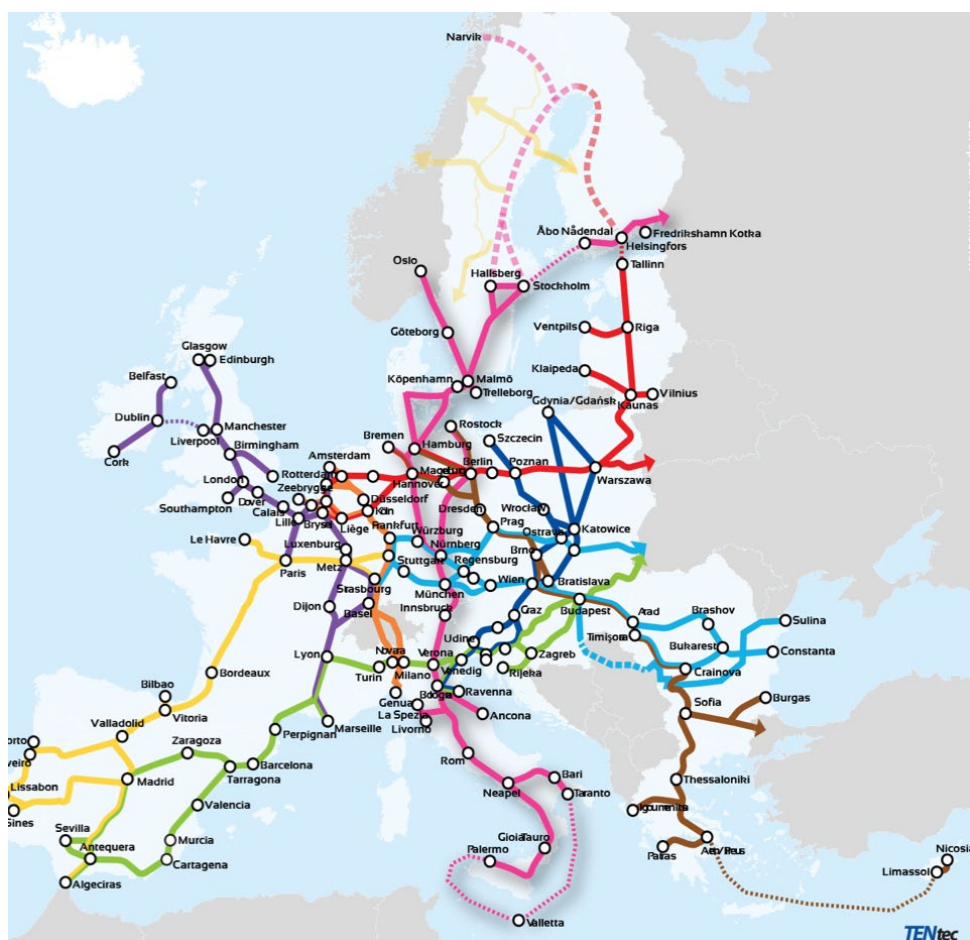 Narvik
Åbo Nådendal
Fredrikshamn Kotka
Helsingfors
Oslo
Hallsberg
Stockholm
Tallinn
Göteborg
Ventpils
Riga
Glasgow
Edinburgh
Klaipeda
Belfast
Köpenhamn
Malmö
Trelleborg
Gdynia/Gdańsk
Kaunas
Vilnius
Dublin
Liverpool
Manchester
Rostock
Szczecin
Birmingham
Bremen
Hamburg
Cork
Amsterdam
Rotterdam
Berlin
Poznan
Warszawa
London
Zeebrygge
Hannover
Southampton
Dover
Calais
Düsseldorf
Köln
Dresden
Wrocław
Lille
Bryssel
Liège
Frankfurt
Würzburg
Prag
Ostrava
Katowice
Le Havre
Luxenburg
Nürnberg
Brno
Paris
Metz
Stuttgart
Regensburg
Strasbourg
München
Wien
Bratislava
Dijon
Basel
Innsbruck
Graz
Budapest
Arad
Brashov
Sulina
Udine
Timișoara
Bukarest
Lyon
Novara
Verona
Zagreb
Constanta
Turin
Milano
Venedig
Rijeka
Crainova
Bordeaux
Bilbao
Genua
Bologna
Ravenna
Sofia
Burgas
Vitoria
La Spezia
Ancona
Valladolid
Marseille
Livorno
Perpignan
Zaragoza
Rom
Barcelona
Bari
Madrid
Tarragona
Thessaloniki
Lissabon
Neapel
Taranto
Valencia
Sines
Sevilla
Murcia
Gioia Tauro
Patras
Antequera
Palermo
Nicosia
Cartagena
Limassol
Algeciras
Valletta
TENtec